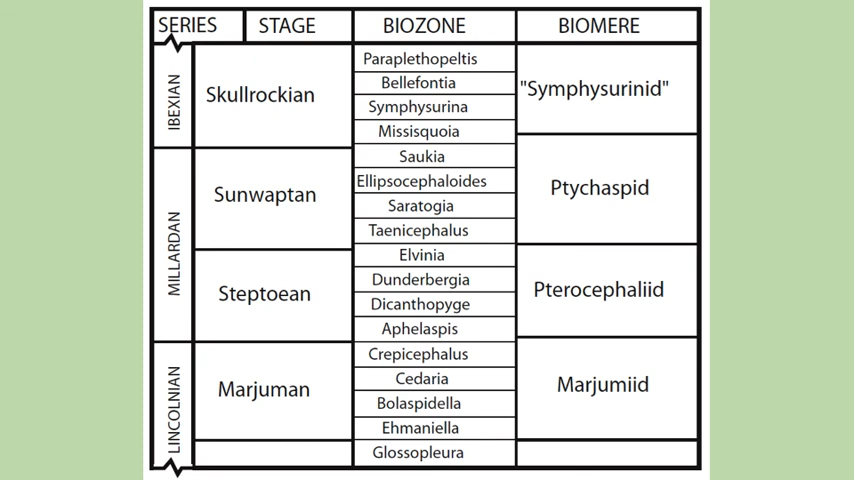 SERIES
STAGE
BIOZONE
BIOMERE
IBEXIAN
MILLARDAN
LINCOLNIAN
Skullrockian
Sunwaptan
Steptoean
Marjuman
Paraplethopeltis
Bellefontia
Symphysurina
Missisquoia
Saukia
Ellipsocephaloides
Saratogia
Taenicephalus
Elvinia
Dunderbergia
Dicanthopyge
Aphelaspis
Crepicephalus
Cedaria
Bolaspidella
Ehmaniella
Glossopleura
"Symphysurinid"
Ptychaspid
Pterocephaliid
Marjumiid